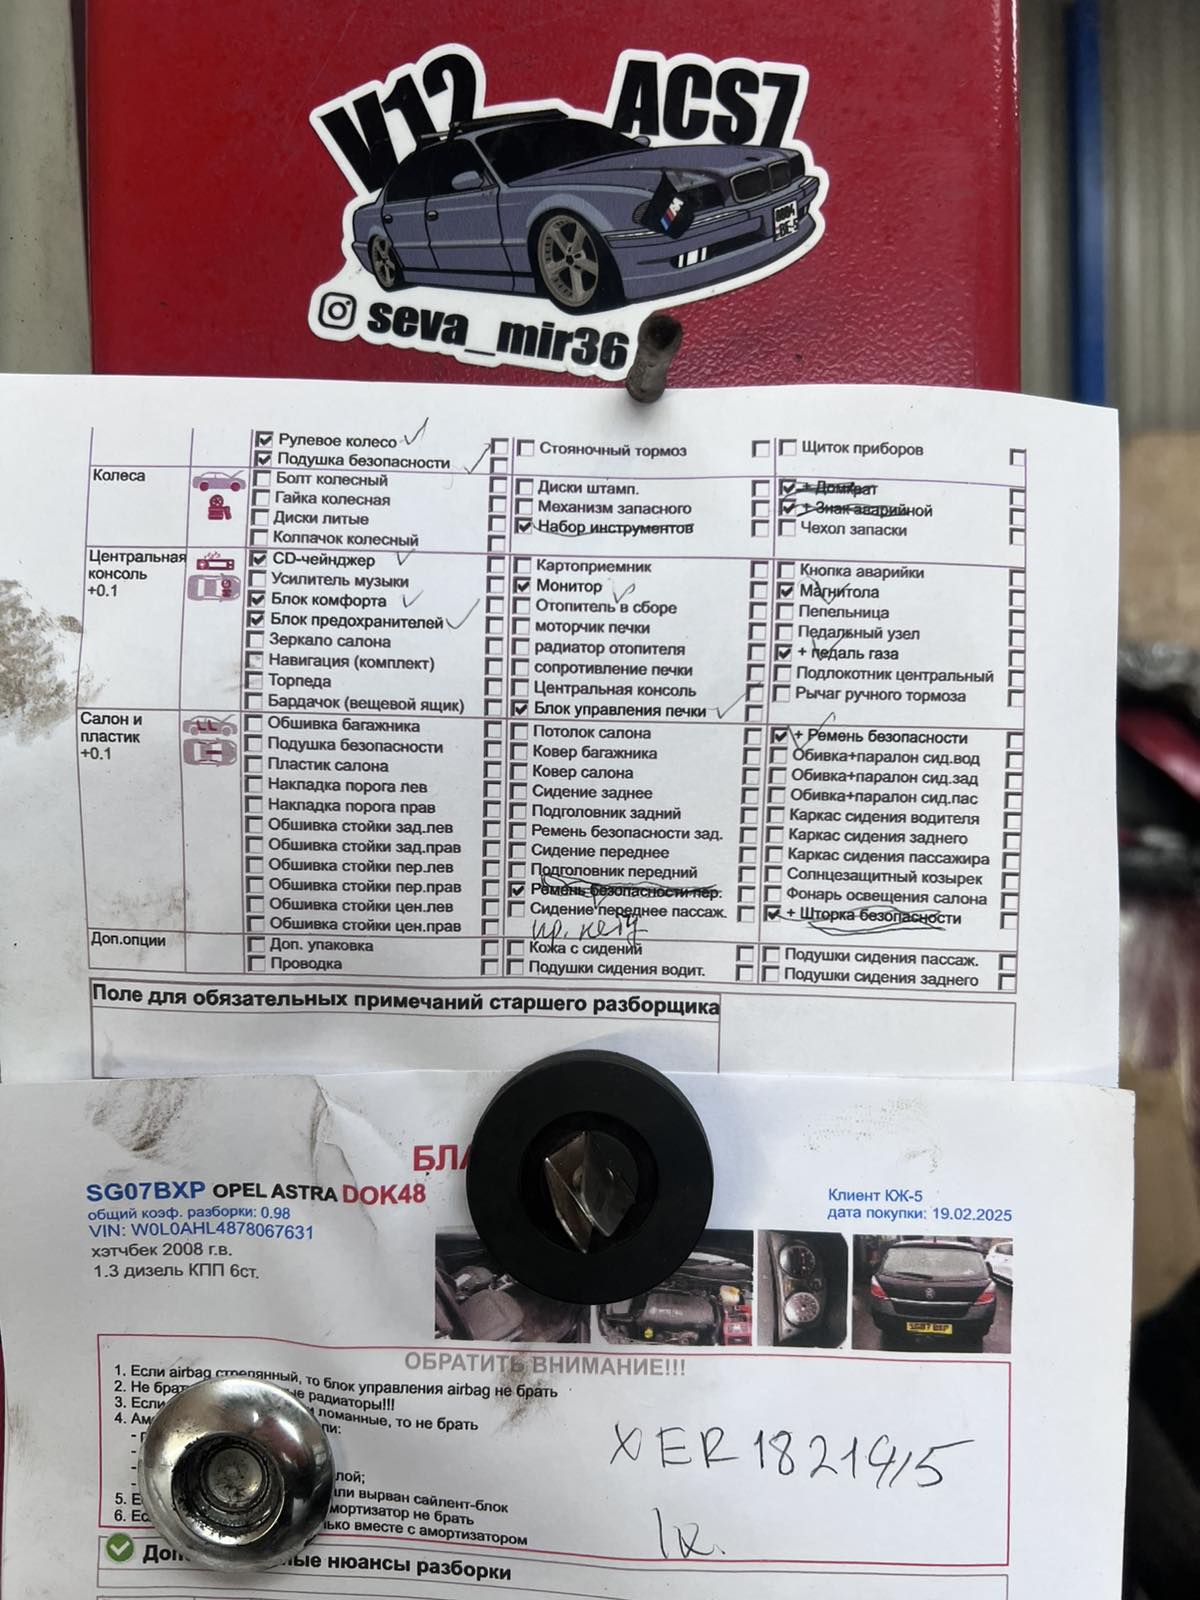 V12 ACS7
seva_mir36
Рулевое колесо
Подушка безопасности
Стояночный тормоз
Щиток приборов
Колеса
Болт колесный
Гайка колесная
Диски литые
Колпачок колесный
Диски штамп.
Механизм запасного
Набор инструментов
+ Домкрат
+ Знак аварийной
Чехол запаски
Центральная
консоль
+0.1
CD-чейнджер
Усилитель музыки
Блок комфорта
Блок предохранителей
Зеркало салона
Навигация (комплект)
Торпеда
Бардачок (вещевой ящик)
Картоприемник
Монитор
Отопитель в сборе
моторчик печки
радиатор отопителя
сопротивление печки
Центральная консоль
Блок управления печки
Кнопка аварийки
Магнитола
Пепельница
Педальный узел
+ педаль газа
Подлокотник центральный
Рычаг ручного тормоза
Салон и
пластик
+0.1
Обшивка багажника
Подушка безопасности
Пластик салона
Накладка порога лев
Накладка порога прав
Обшивка стойки зад.лев
Обшивка стойки зад.прав
Обшивка стойки пер.лев
Обшивка стойки пер.прав
Обшивка стойки цен.лев
Обшивка стойки цен.прав
Потолок салона
Ковер багажника
Ковер салона
Сидение заднее
Подголовник задний
Ремень безопасности зад.
Сидение переднее
Подголовник передний
Ремень безопасности пер.
Сидение переднее пассаж.
+ Ремень безопасности
Обивка+паралон сид.вод
Обивка+паралон сид.зад
Обивка+паралон сид.пас
Каркас сидения водителя
Каркас сидения заднего
Каркас сидения пассажира
Солнцезащитный козырек
Фонарь освещения салона
+ Шторка безопасности
Доп.опции
Доп. упаковка
Проводка
Кожа с сидений
Подушки сидения водит.
Подушки сидения пассаж.
Подушки сидения заднего
Поле для обязательных примечаний старшего разборщика
SG07BXP OPEL ASTRA DOK48
общий коэф. разборки: 0.98
VIN: W0L0AHL4878067631
хэтчбек 2008 г.в.
1.3 дизель КПП 6ст.
Клиент КЖ-5
дата покупки: 19.02.2025
ОБРАТИТЬ ВНИМАНИЕ!!!
1. Если airbag стрелянный, то блок управления airbag не брать
2. Не брать радиаторы!!!
3. Если ломанные, то не брать
4.
5. вырван сайлент-блок
6. амортизатор не брать
только вместе с амортизатором
нюансы разборки